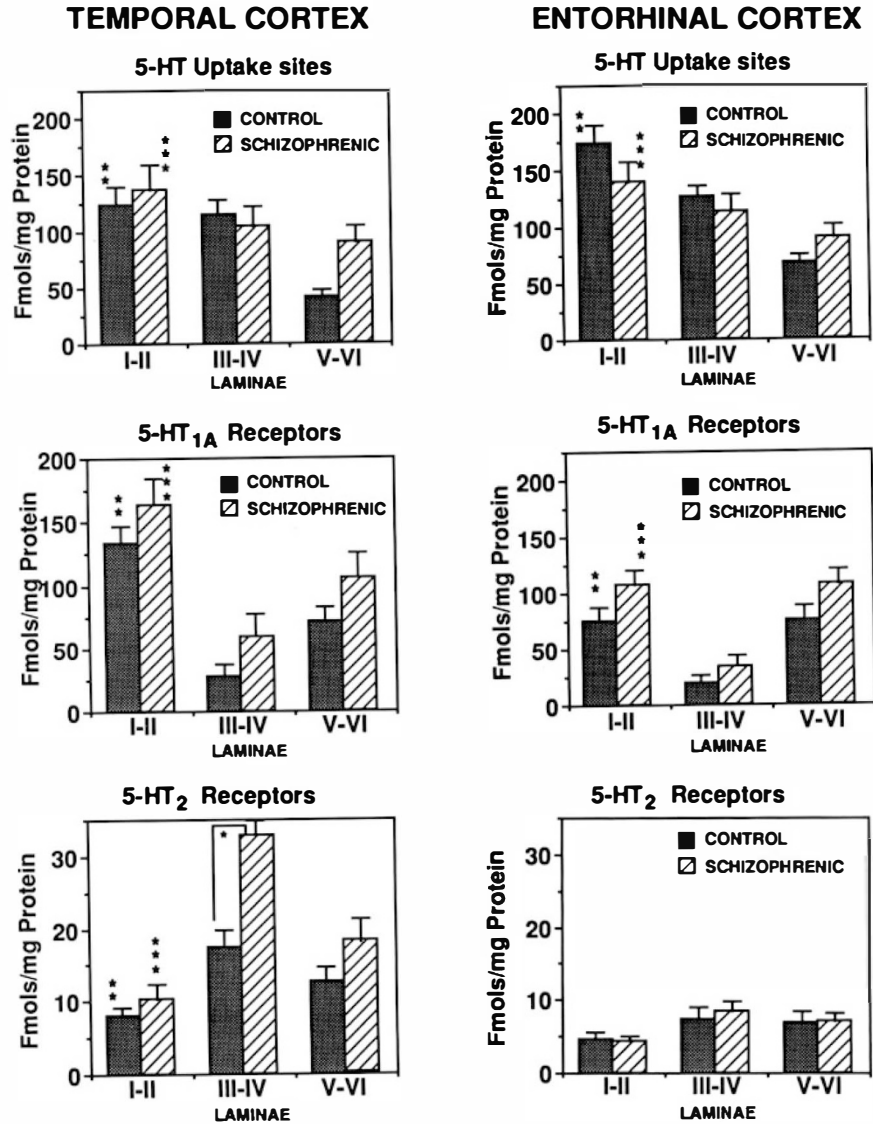 TEMPORAL CORTEX
5-HT Uptake sites
Fmols/mg Protein
200
150
100
50
0
CONTROL
SCHIZOPHRENIC
**
***
I-II III-IV V-VI
LAMINAE
5-HT1A Receptors
Fmols/mg Protein
200
150
100
50
0
CONTROL
SCHIZOPHRENIC
**
***
I-II III-IV V-VI
LAMINAE
5-HT2 Receptors
Fmols/mg Protein
30
20
10
0
**
***
*
I-II III-IV V-VI
LAMINAE
ENTORHINAL CORTEX
5-HT Uptake sites
Fmols/mg Protein
200
150
100
50
0
CONTROL
SCHIZOPHRENIC
**
***
I-II III-IV V-VI
LAMINAE
5-HT1A Receptors
Fmols/mg Protein
200
150
100
50
0
CONTROL
SCHIZOPHRENIC
**
***
I-II III-IV V-VI
LAMINAE
5-HT2 Receptors
Fmols/mg Protein
30
20
10
0
CONTROL
SCHIZOPHRENIC
I-II III-IV V-VI
LAMINAE